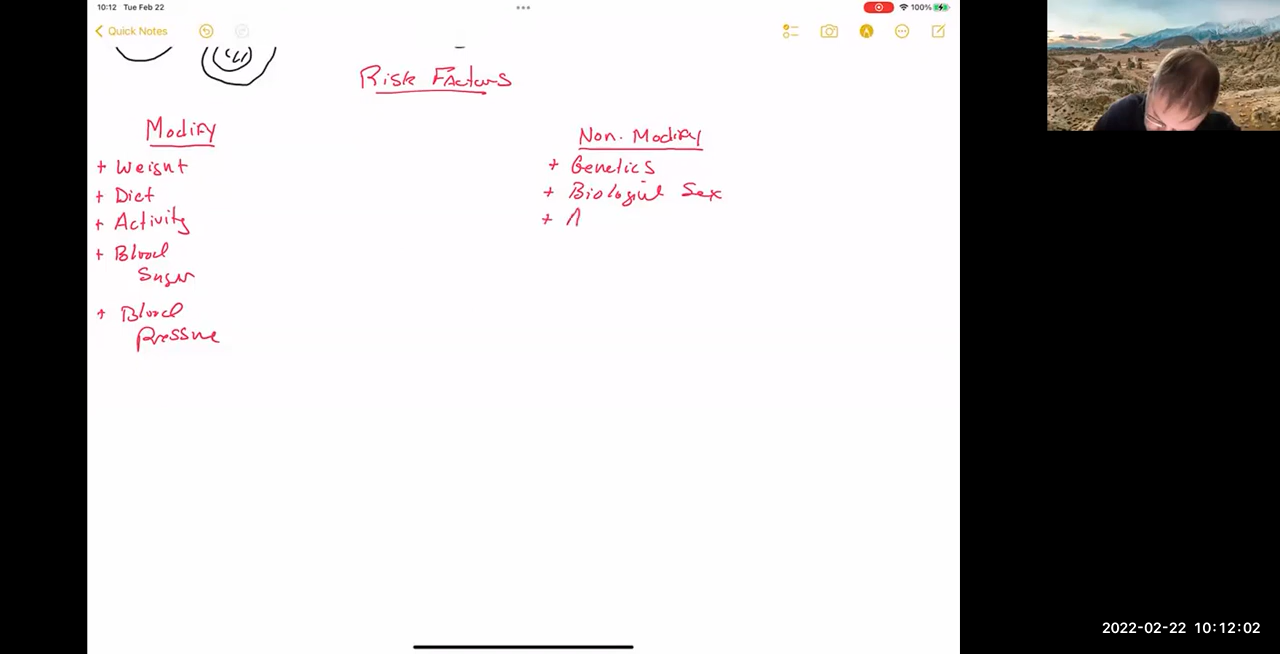 10:12 Tue Feb 22
100%
Quick Notes
Risk Factors
Modify
+ Weight
+ Diet
+ Activity
+ Blood
Sugar
+ Blood
Pressure
Non. Modify
+ Genetics
+ Biological Sex
+ A
2022-02-22 10:12:02